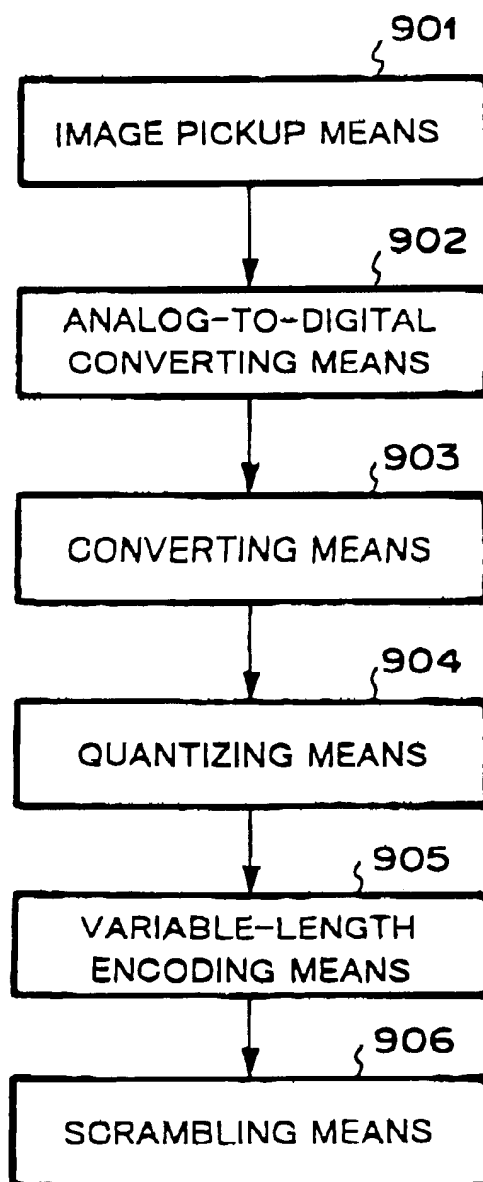 901
IMAGE PICKUP MEANS
902
ANALOG-TO-DIGITAL
CONVERTING MEANS
903
CONVERTING MEANS
904
QUANTIZING MEANS
905
VARIABLE-LENGTH
ENCODING MEANS
906
SCRAMBLING MEANS